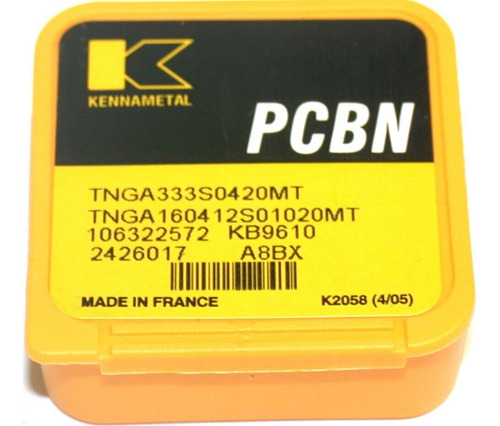 KENNAMETAL
PCBN
TNGA333S0420MT
TNGA160412S01020MT
106322572 KB9610
2426017 A8BX
MADE IN FRANCE K2058 (4/05)